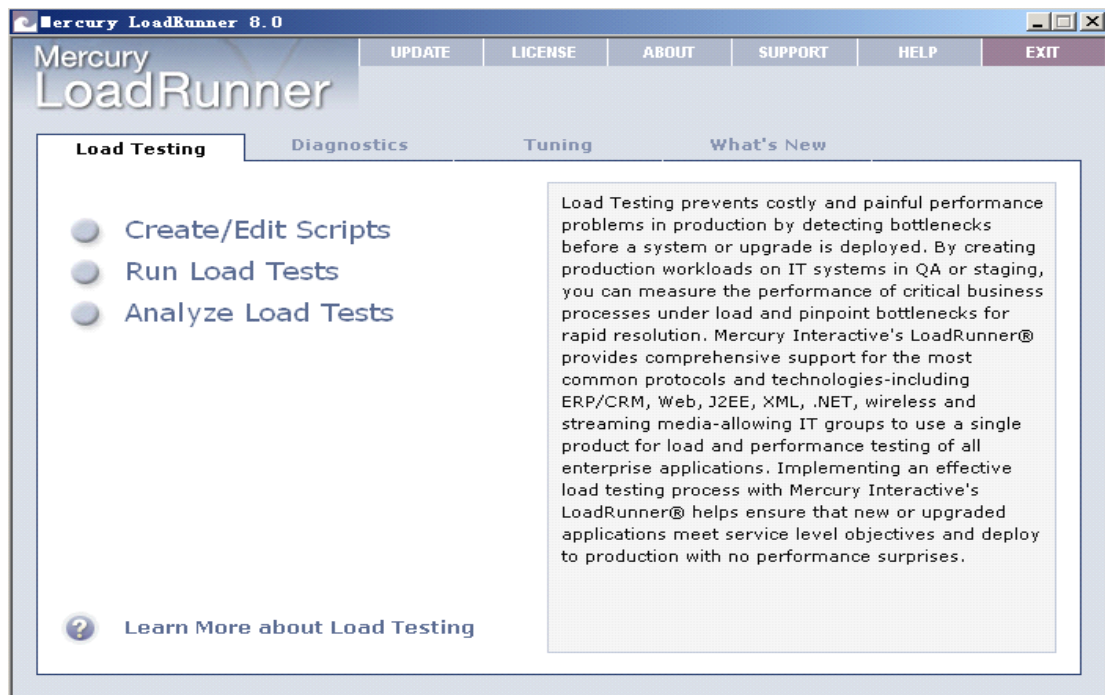 Mercury LoadRunner 8.0
Mercury
LoadRunner
UPDATE LICENSE ABOUT SUPPORT HELP EXIT
Load Testing Diagnostics Tuning What's New
Create/Edit Scripts
Run Load Tests
Analyze Load Tests
Load Testing prevents costly and painful performance
problems in production by detecting bottlenecks
before a system or upgrade is deployed. By creating
production workloads on IT systems in QA or staging,
you can measure the performance of critical business
processes under load and pinpoint bottlenecks for
rapid resolution. Mercury Interactive's LoadRunner®
provides comprehensive support for the most
common protocols and technologies-including
ERP/CRM, Web, J2EE, XML, .NET, wireless and
streaming media-allowing IT groups to use a single
product for load and performance testing of all
enterprise applications. Implementing an effective
load testing process with Mercury Interactive's
LoadRunner® helps ensure that new or upgraded
applications meet service level objectives and deploy
to production with no performance surprises.
? Learn More about Load Testing